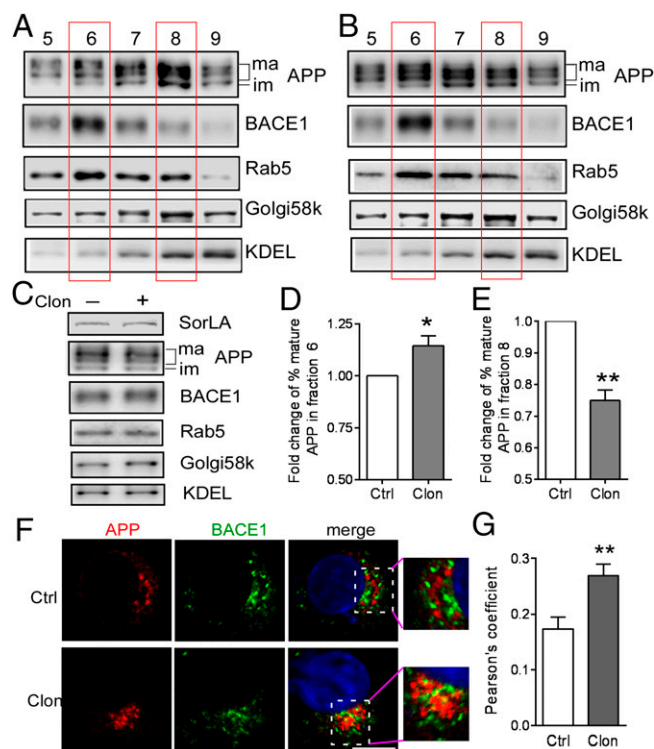 A
5 6 7 8 9
ma
im
APP
BACE1
Rab5
Golgi58k
KDEL
B
5 6 7 8 9
ma
im
APP
BACE1
Rab5
Golgi58k
KDEL
C
Clon – +
SorLA
ma
im
APP
BACE1
Rab5
Golgi58k
KDEL
D
Fold change of % mature
APP in fraction 6
1.25
1.00
0.75
0.50
*
Ctrl Clon
E
Fold change of % mature
APP in fraction 8
1.0
0.9
0.8
0.7
0.6
0.5
**
Ctrl Clon
F
APP BACE1 merge
Ctrl
Clon
G
Pearson's coefficient
0.3
0.2
0.1
0.0
**
Ctrl Clon